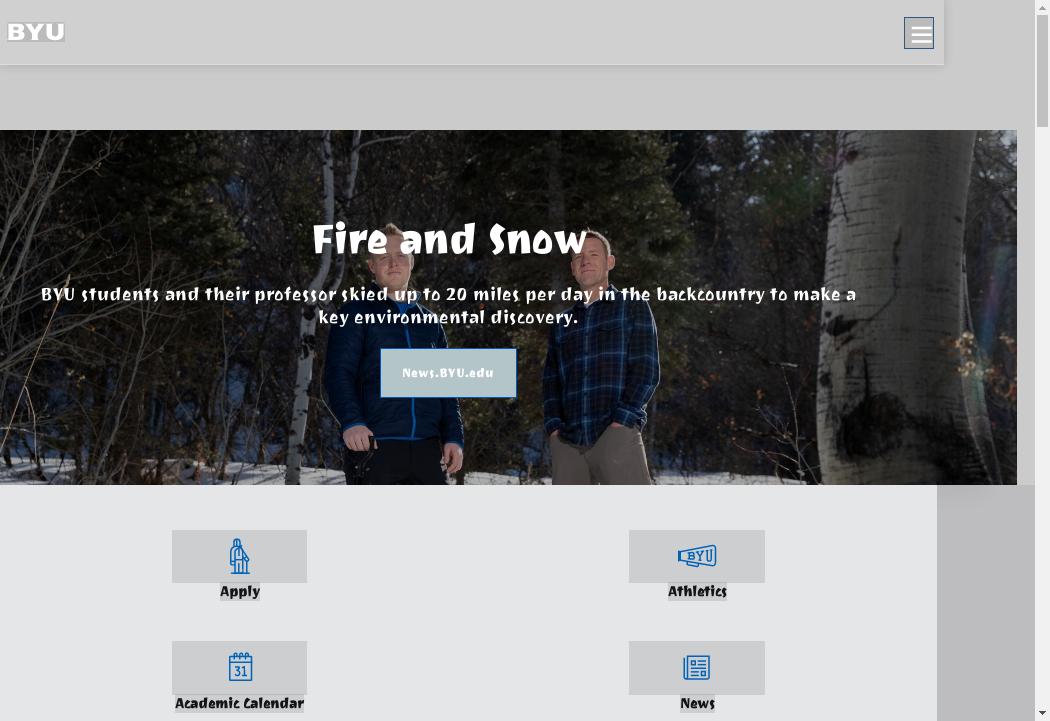 BYU
Fire and Snow
BYU students and their professor skied up to 20 miles per day in the backcountry to make a
key environmental discovery.
News.BYU.edu
BYU
Apply
Athletics
31
Academic Calendar
News